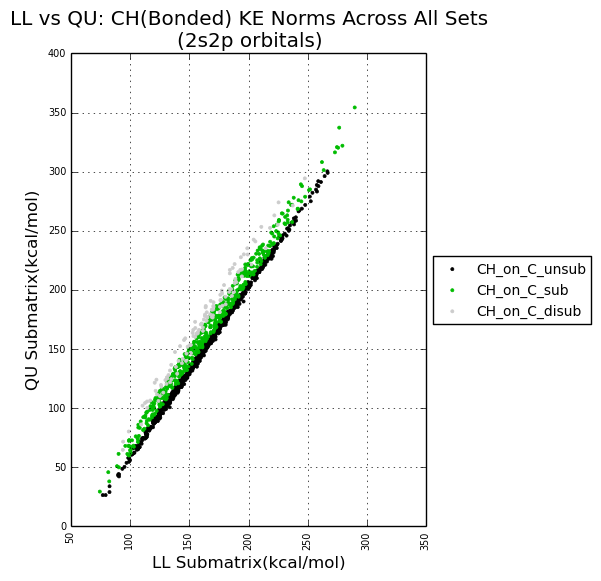 LL vs QU: CH(Bonded) KE Norms Across All Sets
(2s2p orbitals)
400
350
300
250
200
150
100
50
0
QU Submatrix(kcal/mol)
50
100
150
200
250
300
350
LL Submatrix(kcal/mol)
CH_on_C_unsub
CH_on_C_sub
CH_on_C_disub